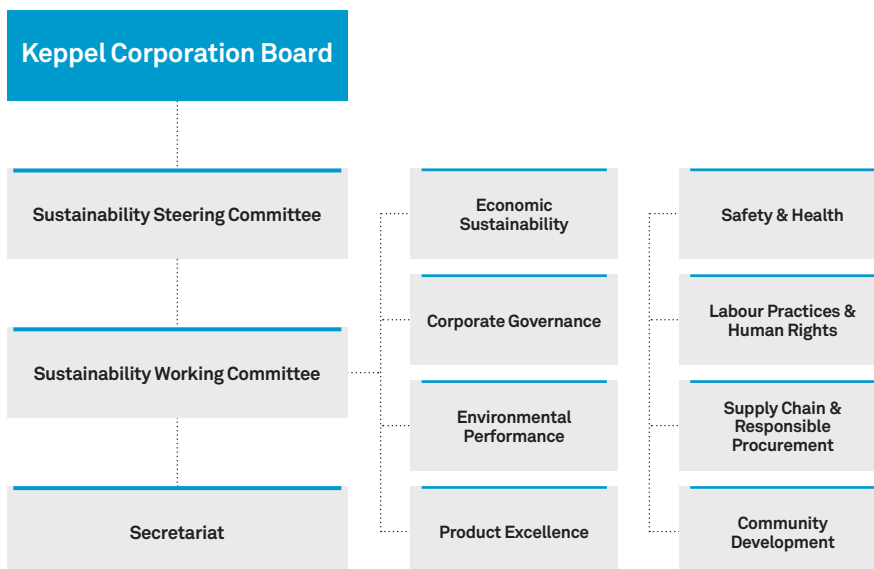 Keppel Corporation Board
Sustainability Steering Committee
Sustainability Working Committee
Secretariat
Economic
Sustainability
Corporate Governance
Environmental
Performance
Product Excellence
Safety & Health
Labour Practices &
Human Rights
Supply Chain &
Responsible
Procurement
Community
Development